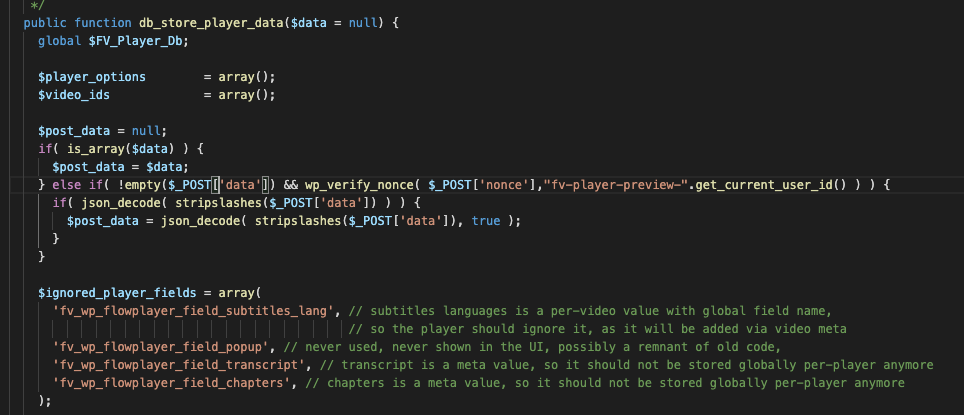 */
public function db_store_player_data($data = null) {
global $FV_Player_Db;
$player_options = array();
$video_ids = array();
$post_data = null;
if( is_array($data) ) {
$post_data = $data;
} else if( !empty($_POST['data']) && wp_verify_nonce( $_POST['nonce'],"fv-player-preview-".get_current_user_id() ) ) {
if( json_decode( stripslashes($_POST['data']) ) ) {
$post_data = json_decode( stripslashes($_POST['data']), true );
}
}
$ignored_player_fields = array(
'fv_wp_flowplayer_field_subtitles_lang', // subtitles languages is a per-video value with global field name,
// so the player should ignore it, as it will be added via video meta
'fv_wp_flowplayer_field_popup', // never used, never shown in the UI, possibly a remnant of old code,
'fv_wp_flowplayer_field_transcript', // transcript is a meta value, so it should not be stored globally per-player anymore
'fv_wp_flowplayer_field_chapters', // chapters is a meta value, so it should not be stored globally per-player anymore
);